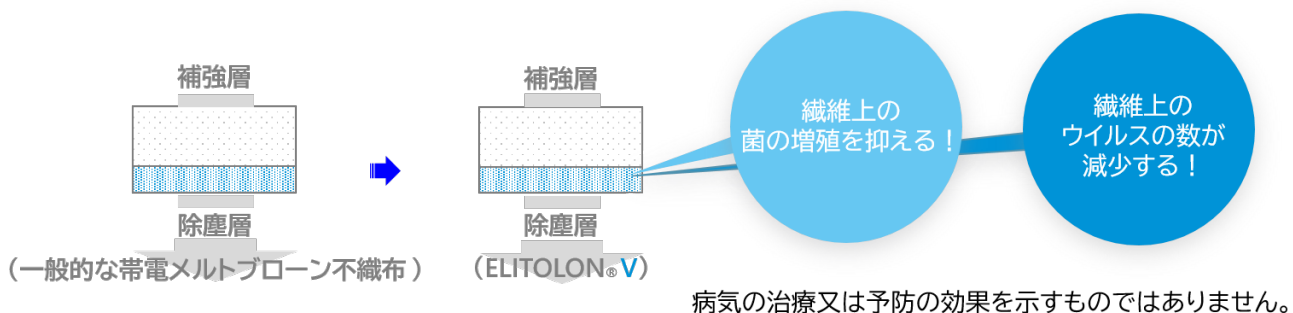 補強層
除塵層
（一般的な帯電メルトブローン不織布）
補強層
除塵層
（ELITOLON®V）
繊維上の
菌の増殖を抑える！
繊維上の
ウイルスの数が
減少する！
病気の治療又は予防の効果を示すものではありません。